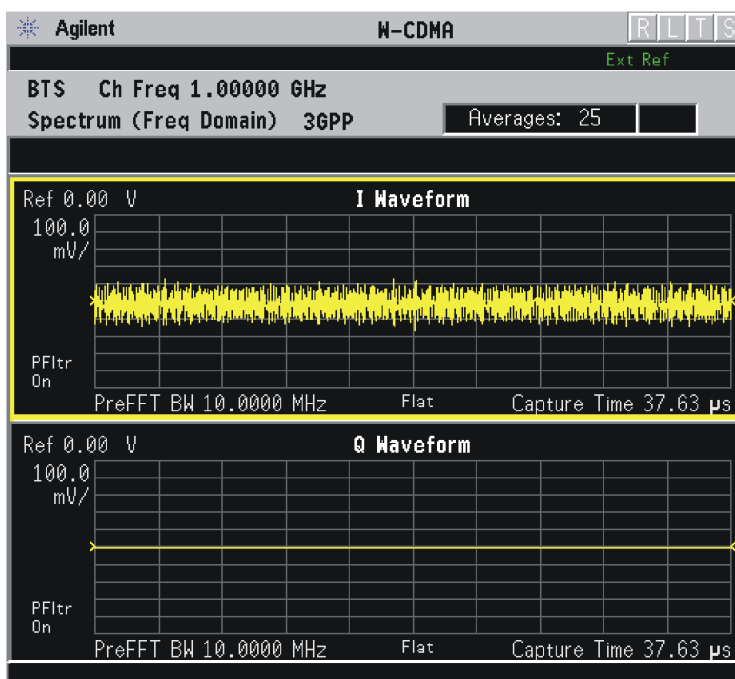 Agilent W-CDMA R L T S
Ext Ref
BTS Ch Freq 1.00000 GHz
Spectrum (Freq Domain) 3GPP Averages: 25
Ref 0.00 V I Waveform
100.0
mV/
PFltr
On
PreFFT BW 10.0000 MHz Flat Capture Time 37.63 µs
Ref 0.00 V Q Waveform
100.0
mV/
PFltr
On
PreFFT BW 10.0000 MHz Flat Capture Time 37.63 µs